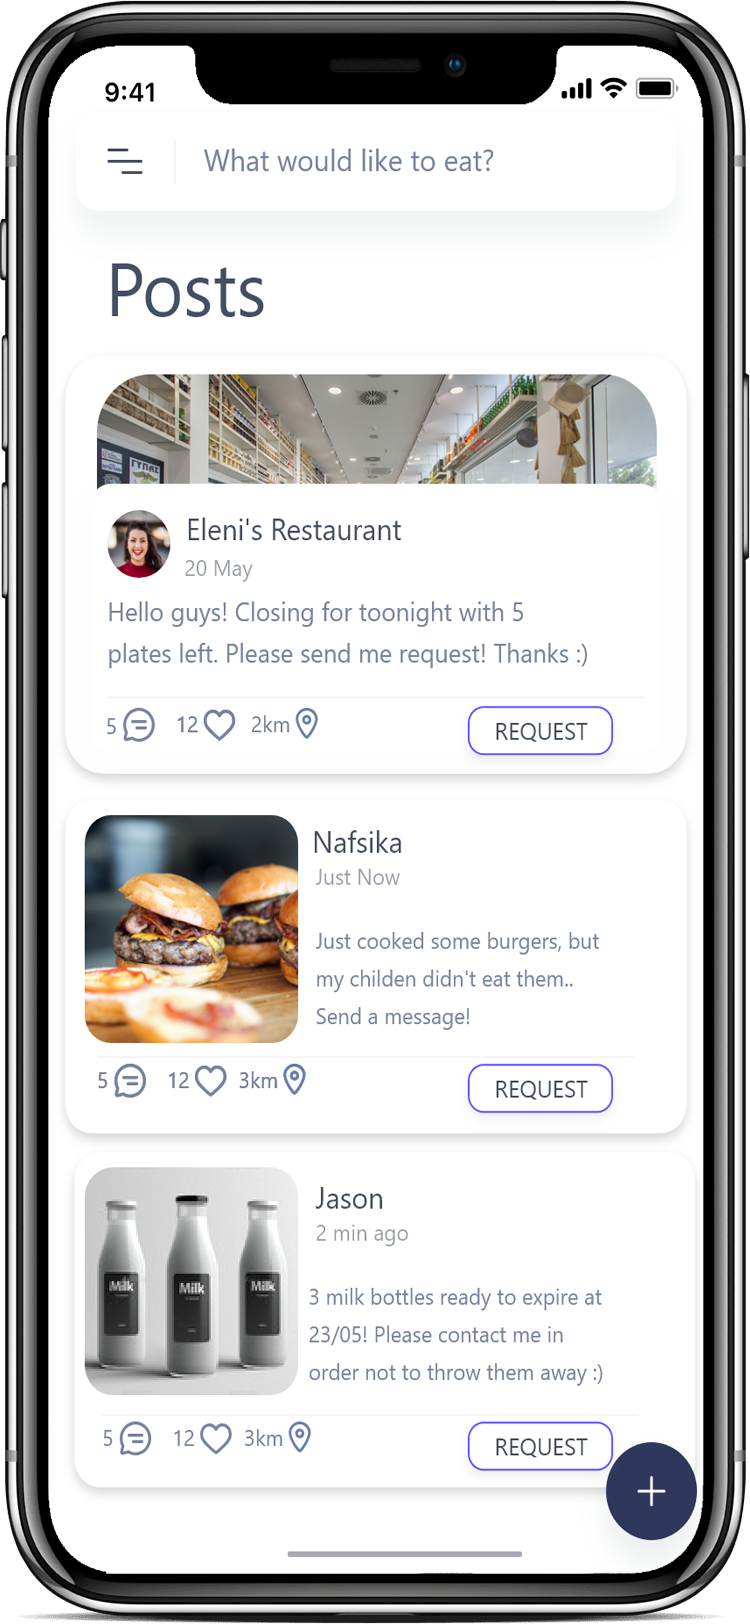 9:41
What would like to eat?
Posts
ΓΥΡΑΣ
Eleni's Restaurant
20 May
Hello guys! Closing for toonight with 5
plates left. Please send me request! Thanks :)
5 12 2km REQUEST
Nafsika
Just Now
Just cooked some burgers, but
my childen didn't eat them..
Send a message!
5 12 3km REQUEST
Jason
2 min ago
Milk Milk Milk
3 milk bottles ready to expire at
23/05! Please contact me in
order not to throw them away :)
5 12 3km REQUEST